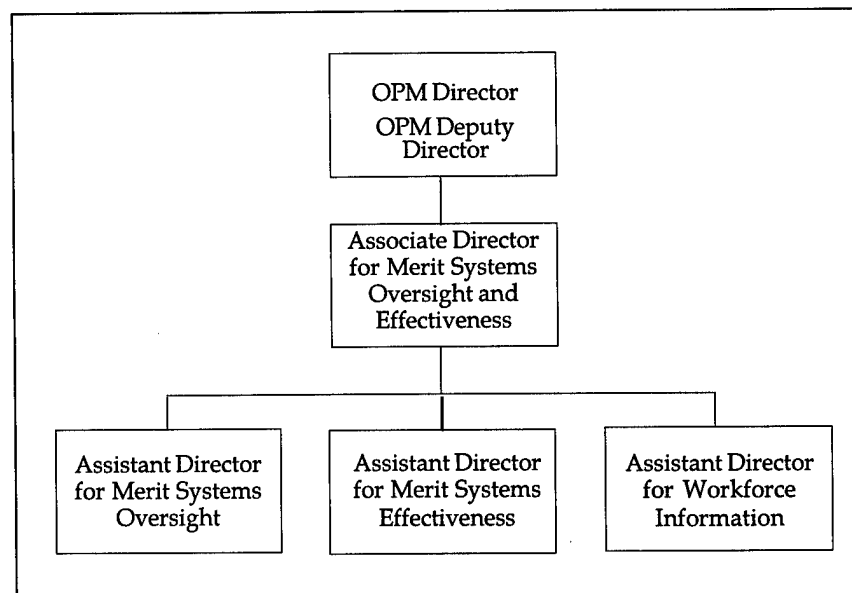 OPM Director
OPM Deputy
Director
Associate Director
for Merit Systems
Oversight and
Effectiveness
Assistant Director
for Merit Systems
Oversight
Assistant Director
for Merit Systems
Effectiveness
Assistant Director
for Workforce
Information